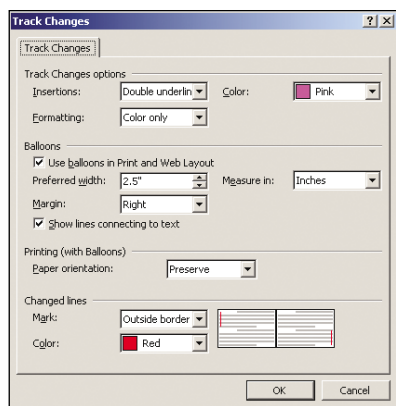 Track Changes
Track Changes
Track Changes options
Insertions: Double underlin Color: Pink
Formatting: Color only
Balloons
Use balloons in Print and Web Layout
Preferred width: 2.5" Measure in: Inches
Margin: Right
Show lines connecting to text
Printing (with Balloons)
Paper orientation: Preserve
Changed lines
Mark: Outside border
Color: Red
OK Cancel